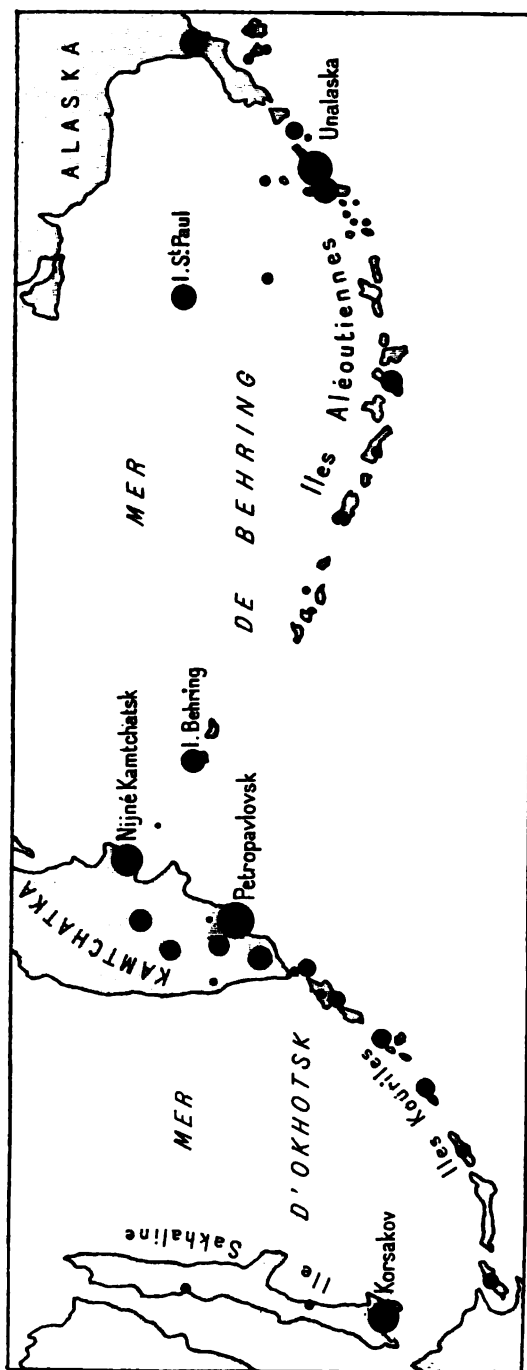 ALASKA
Unalaska
I. St. Paul
Iles Aléoutiennes
MER
DE BEHRING
I. Behring
Nijné Kamtchatsk
Petropavlovsk
KAMTCHATKA
MER
D'OKHOTSK
Iles Kouriles
Ile Sakhaline
Korsakov